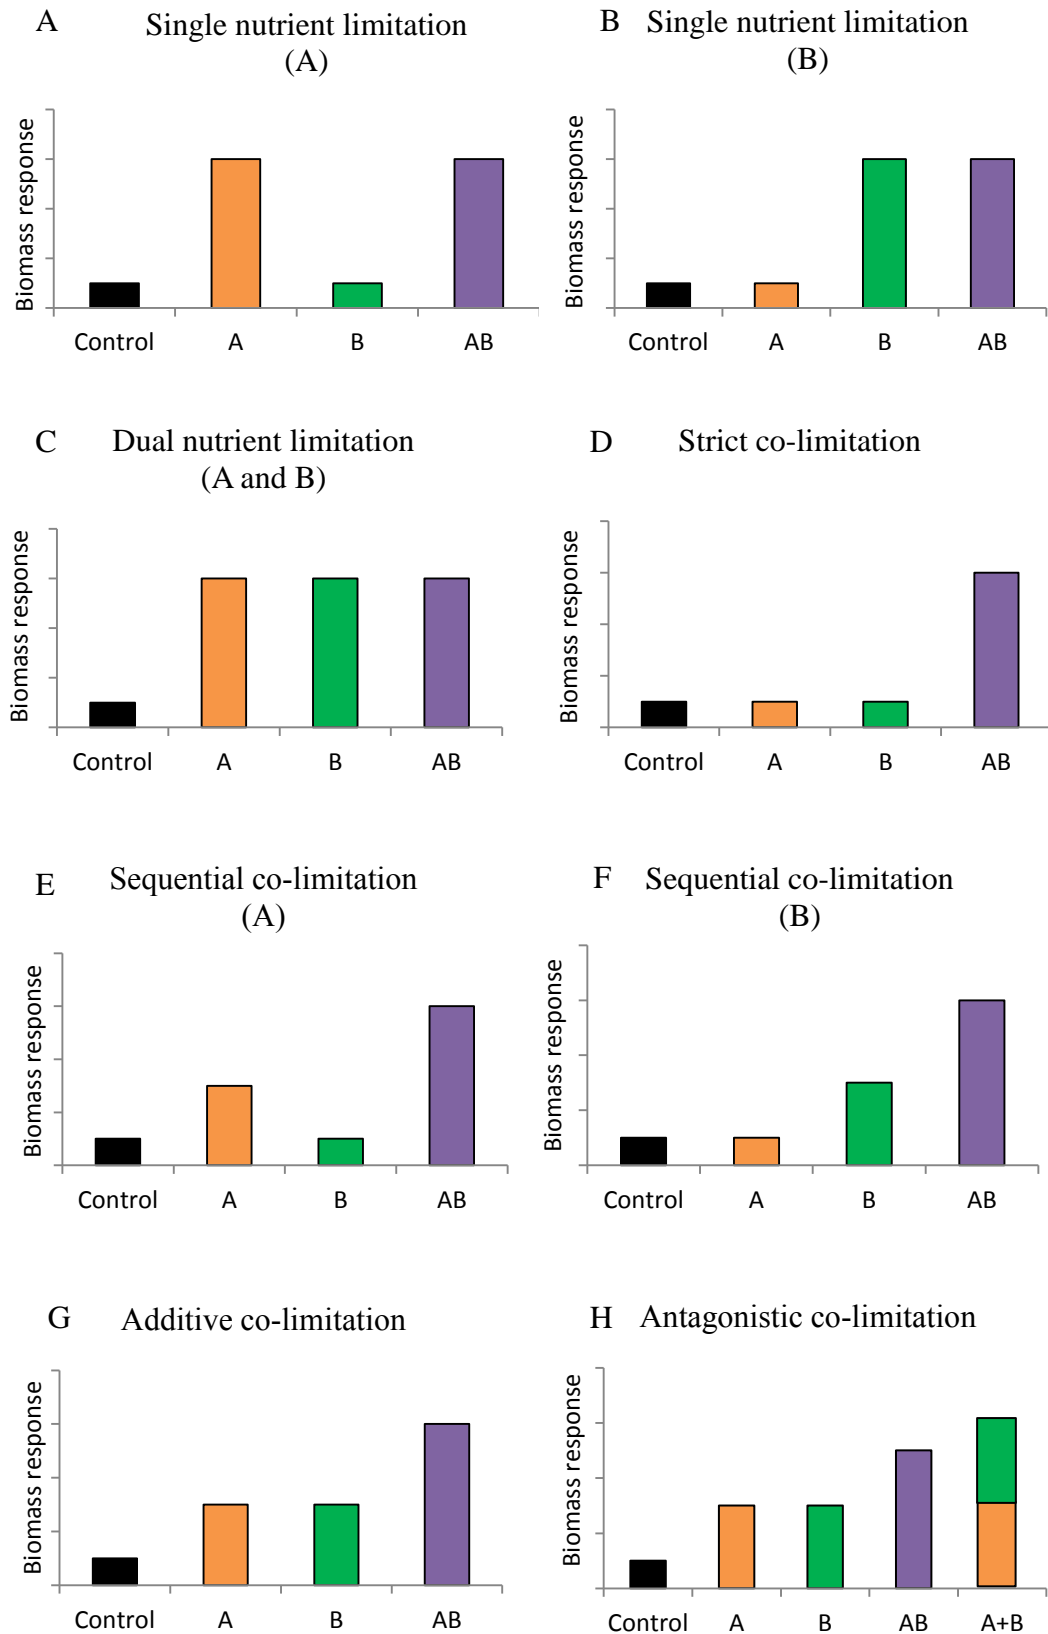 A Single nutrient limitation
(A)
Biomass response
Control A B AB
B Single nutrient limitation
(B)
Biomass response
Control A B AB
C Dual nutrient limitation
(A and B)
Biomass response
Control A B AB
D Strict co-limitation
Biomass response
Control A B AB
E Sequential co-limitation
(A)
Biomass response
Control A B AB
F Sequential co-limitation
(B)
Biomass response
Control A B AB
G Additive co-limitation
Biomass response
Control A B AB
H Antagonistic co-limitation
Biomass response
Control A B AB A+B